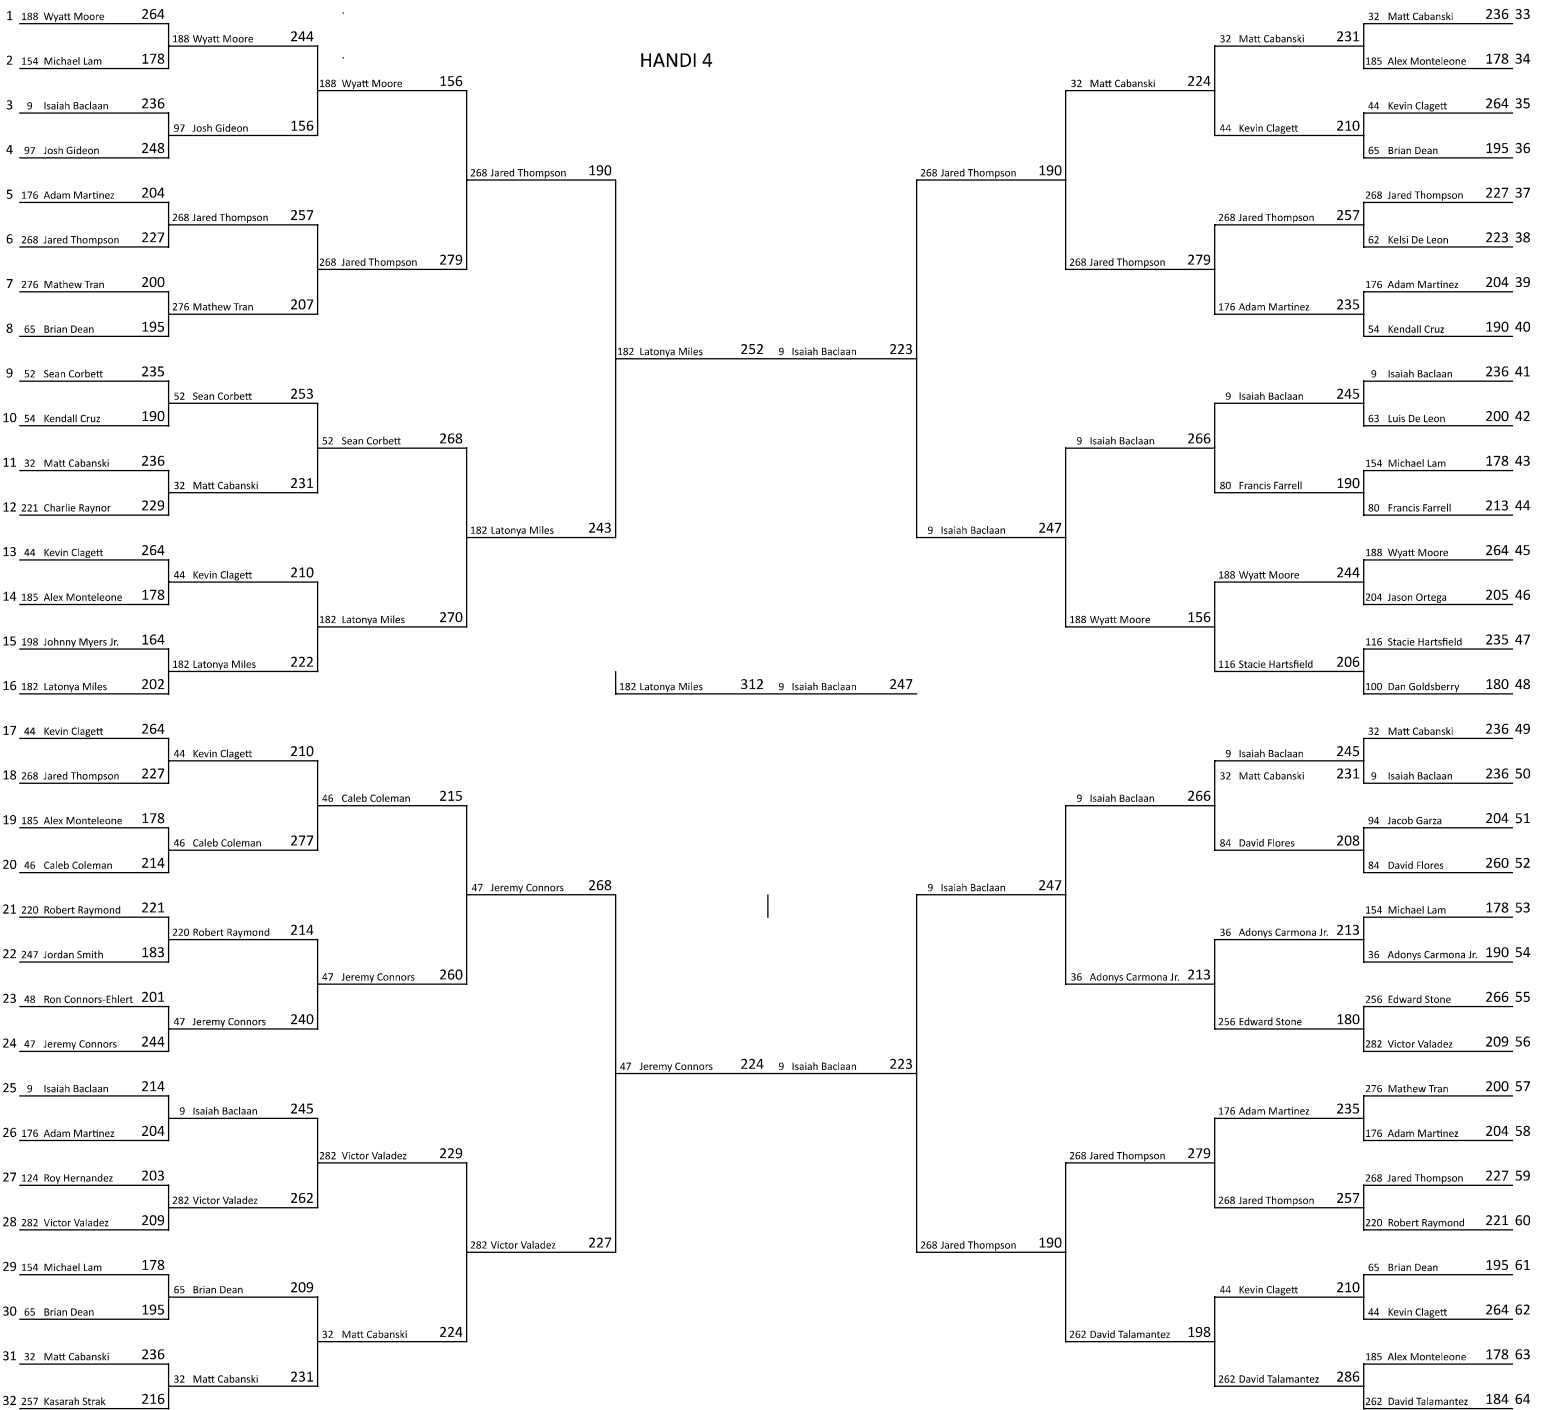 HANDI 4
1 188 Wyatt Moore 264
188 Wyatt Moore 244
2 154 Michael Lam 178
188 Wyatt Moore 156
3 9 Isaiah Baclaan 236
97 Josh Gideon 156
4 97 Josh Gideon 248
268 Jared Thompson 190
5 176 Adam Martinez 204
268 Jared Thompson 257
6 268 Jared Thompson 227
268 Jared Thompson 279
7 276 Mathew Tran 200
276 Mathew Tran 207
8 65 Brian Dean 195
182 Latonya Miles 252
9 52 Sean Corbett 235
52 Sean Corbett 253
10 54 Kendall Cruz 190
52 Sean Corbett 268
11 32 Matt Cabanski 236
32 Matt Cabanski 231
12 221 Charlie Raynor 229
182 Latonya Miles 243
13 44 Kevin Clagett 264
44 Kevin Clagett 210
14 185 Alex Monteleone 178
182 Latonya Miles 270
15 198 Johnny Myers Jr. 164
182 Latonya Miles 222
16 182 Latonya Miles 202
182 Latonya Miles 312
17 44 Kevin Clagett 264
44 Kevin Clagett 210
18 268 Jared Thompson 227
46 Caleb Coleman 215
19 185 Alex Monteleone 178
46 Caleb Coleman 277
20 46 Caleb Coleman 214
47 Jeremy Connors 268
21 220 Robert Raymond 221
220 Robert Raymond 214
22 247 Jordan Smith 183
47 Jeremy Connors 260
23 48 Ron Connors-Ehlert 201
47 Jeremy Connors 240
24 47 Jeremy Connors 244
47 Jeremy Connors 224
25 9 Isaiah Baclaan 214
9 Isaiah Baclaan 245
26 176 Adam Martinez 204
282 Victor Valadez 229
27 124 Roy Hernandez 203
282 Victor Valadez 262
28 282 Victor Valadez 209
282 Victor Valadez 227
29 154 Michael Lam 178
65 Brian Dean 209
30 65 Brian Dean 195
32 Matt Cabanski 224
31 32 Matt Cabanski 236
32 Matt Cabanski 231
32 257 Kasarah Strak 216
32 Matt Cabanski 236 33
32 Matt Cabanski 231
185 Alex Monteleone 178 34
32 Matt Cabanski 224
44 Kevin Clagett 264 35
44 Kevin Clagett 210
65 Brian Dean 195 36
268 Jared Thompson 190
268 Jared Thompson 227 37
268 Jared Thompson 257
62 Kelsi De Leon 223 38
268 Jared Thompson 279
176 Adam Martinez 204 39
176 Adam Martinez 235
54 Kendall Cruz 190 40
9 Isaiah Baclaan 223
9 Isaiah Baclaan 236 41
9 Isaiah Baclaan 245
63 Luis De Leon 200 42
9 Isaiah Baclaan 266
154 Michael Lam 178 43
80 Francis Farrell 190
80 Francis Farrell 213 44
9 Isaiah Baclaan 247
188 Wyatt Moore 264 45
188 Wyatt Moore 244
204 Jason Ortega 205 46
188 Wyatt Moore 156
116 Stacie Hartsfield 235 47
116 Stacie Hartsfield 206
100 Dan Goldsberry 180 48
9 Isaiah Baclaan 247
32 Matt Cabanski 236 49
9 Isaiah Baclaan 245
32 Matt Cabanski 231
9 Isaiah Baclaan 236 50
9 Isaiah Baclaan 266
94 Jacob Garza 204 51
84 David Flores 208
84 David Flores 260 52
9 Isaiah Baclaan 247
154 Michael Lam 178 53
36 Adonys Carmona Jr. 213
36 Adonys Carmona Jr. 190 54
36 Adonys Carmona Jr. 213
256 Edward Stone 266 55
256 Edward Stone 180
282 Victor Valadez 209 56
9 Isaiah Baclaan 223
276 Mathew Tran 200 57
176 Adam Martinez 235
176 Adam Martinez 204 58
268 Jared Thompson 279
268 Jared Thompson 227 59
268 Jared Thompson 257
220 Robert Raymond 221 60
268 Jared Thompson 190
65 Brian Dean 195 61
44 Kevin Clagett 210
44 Kevin Clagett 264 62
262 David Talamantez 198
185 Alex Monteleone 178 63
262 David Talamantez 286
262 David Talamantez 184 64